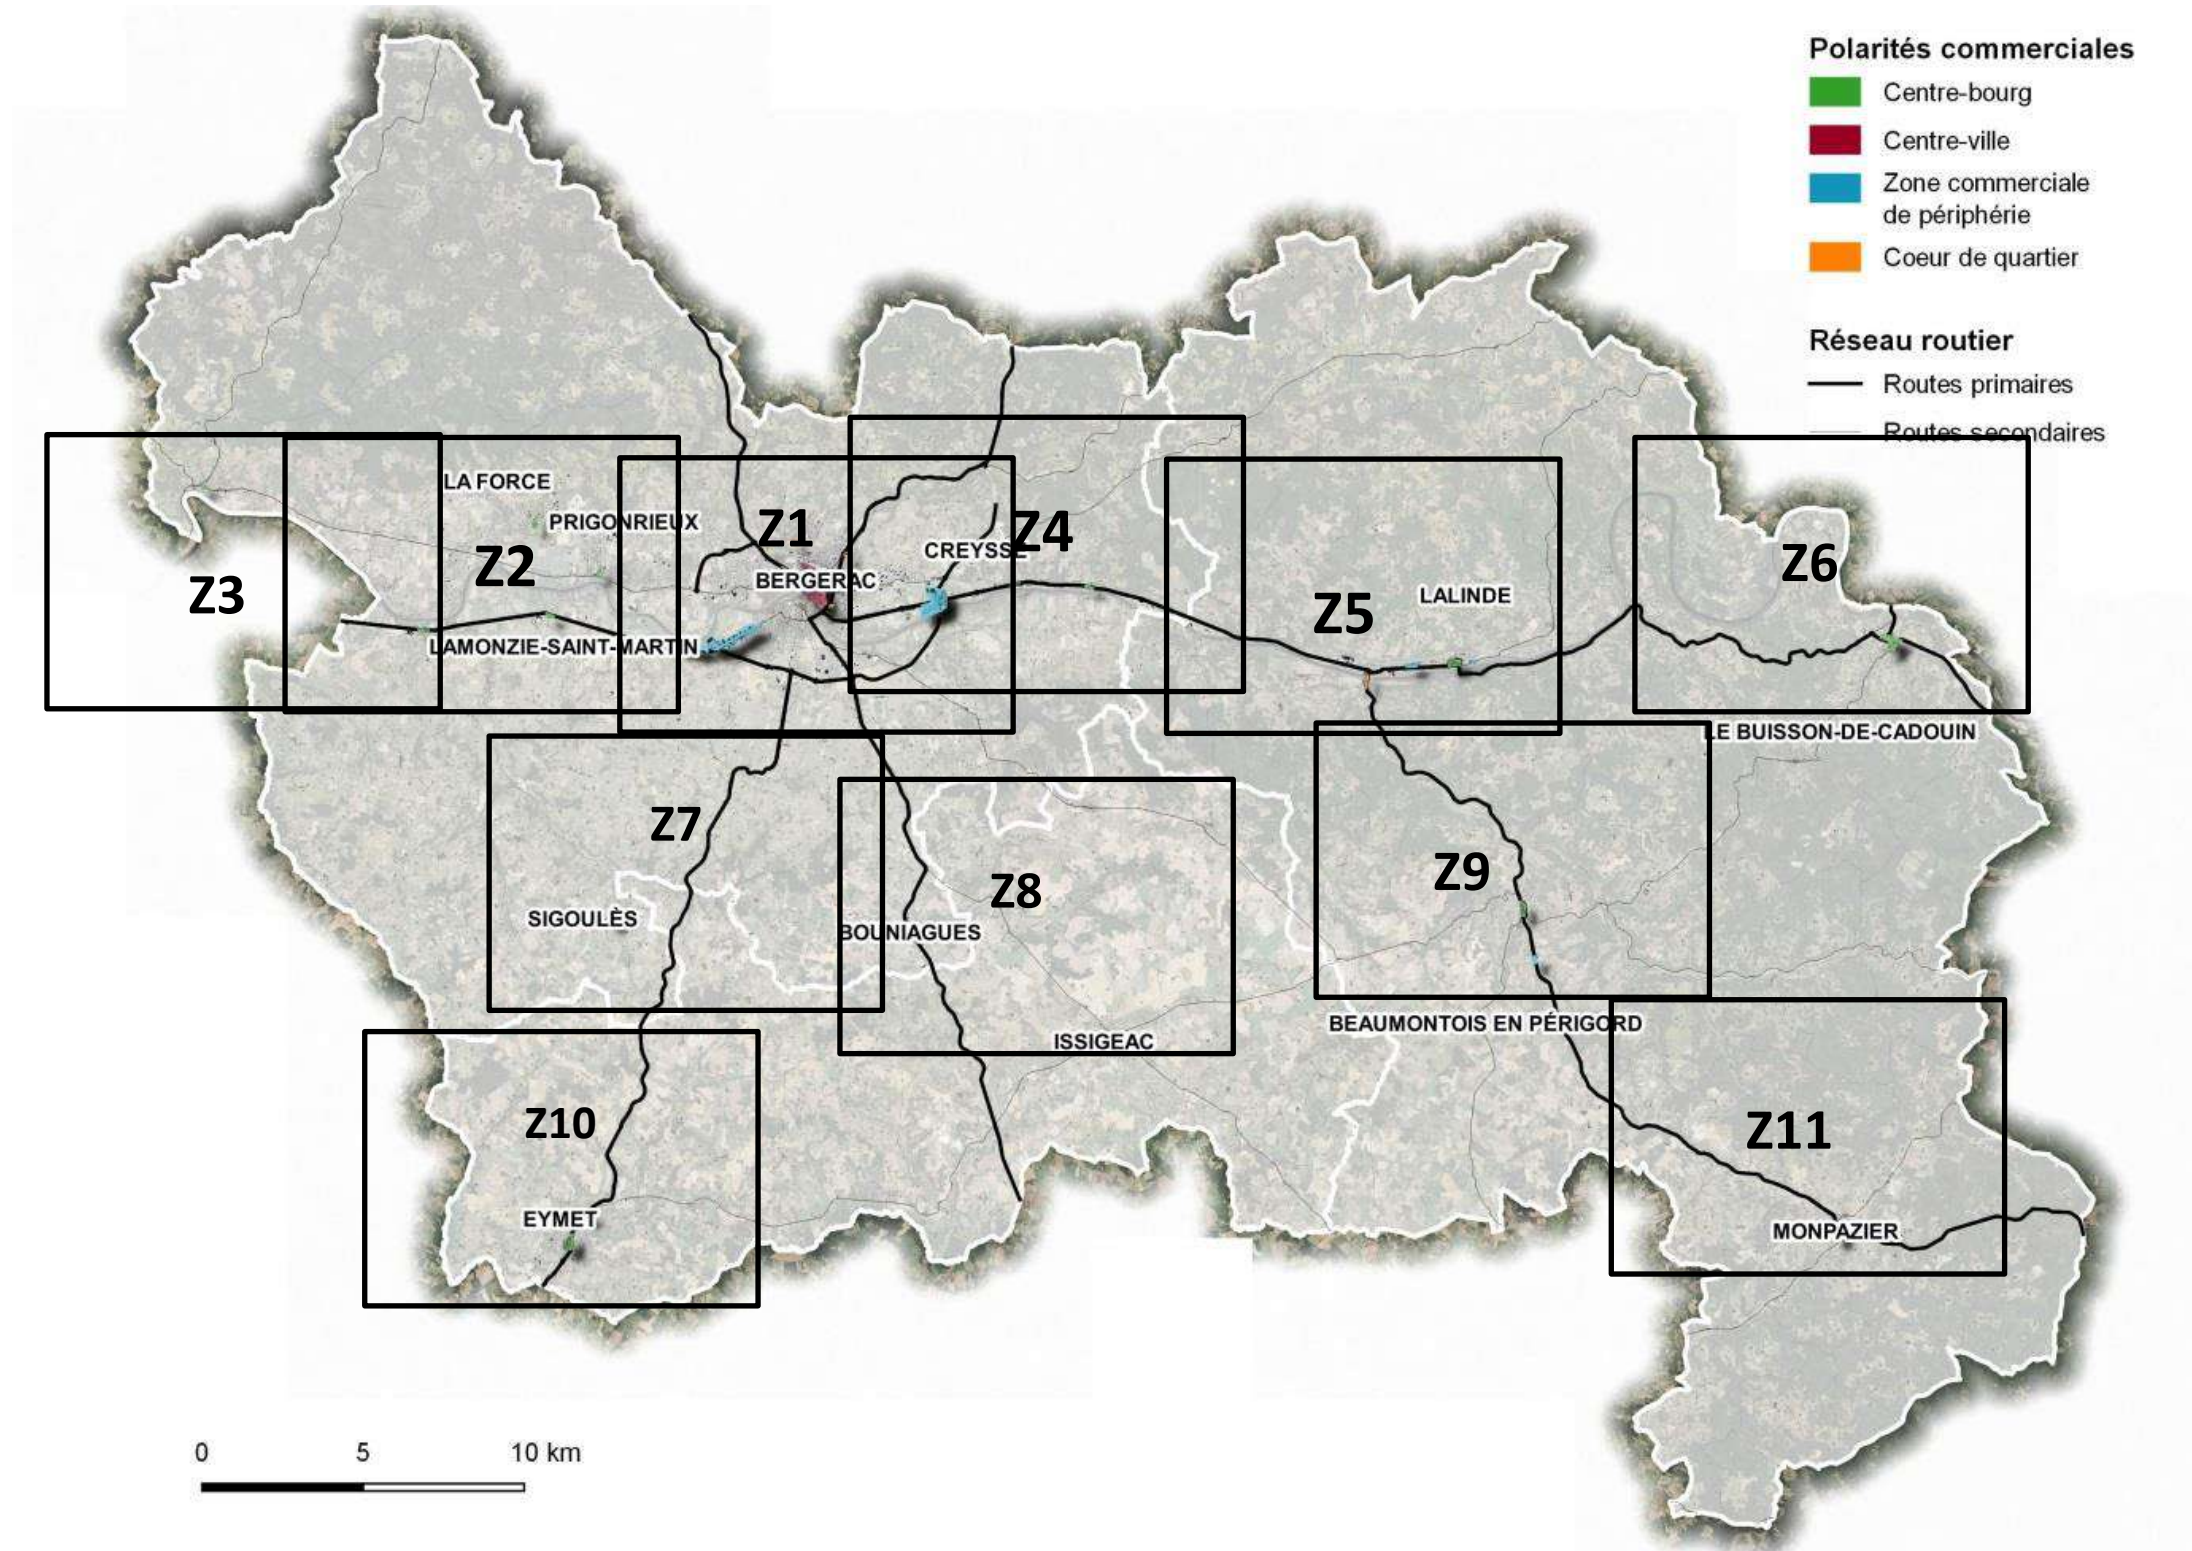 Polarités commerciales
Centre-bourg
Centre-ville
Zone commerciale
de périphérie
Coeur de quartier
Réseau routier
Routes primaires
Routes secondaires
LA FORCE
PRIGONRIEUX
Z1
Z4
Z2
CREYSSE
Z6
BERGERAC
Z3
Z5
LALINDE
LAMONZIE-SAINT-MARTIN
LE BUISSON-DE-CADOUIN
Z7
Z9
Z8
SIGOULÈS
BOUNIAGUES
BEAUMONTOIS EN PÉRIGORD
ISSIGEAC
Z10
Z11
EYMET
MONPAZIER
0 5 10 km